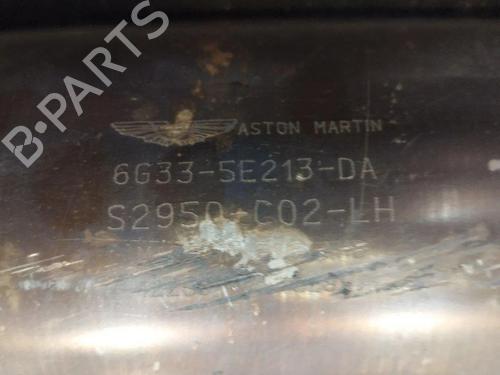 B-PARTS
ASTON MARTIN
6G33-5E213-DA
S2950-C02-LH